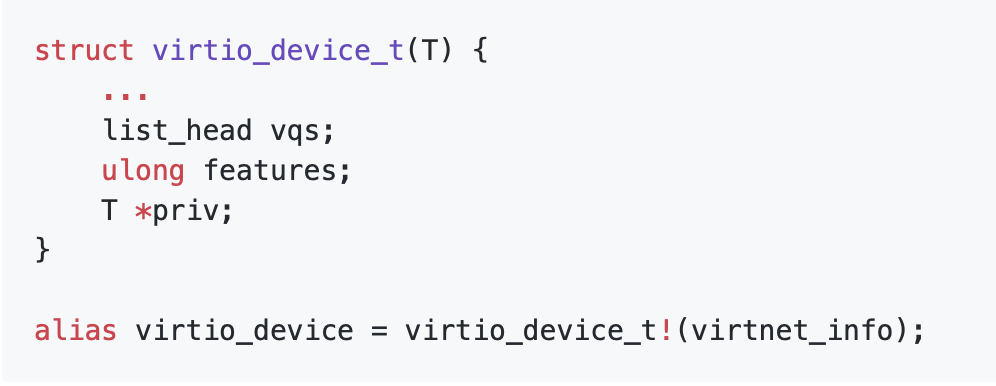 struct virtio_device_t(T) {
    ...
    list_head vqs;
    ulong features;
    T *priv;
}
alias virtio_device = virtio_device_t!(virtnet_info);